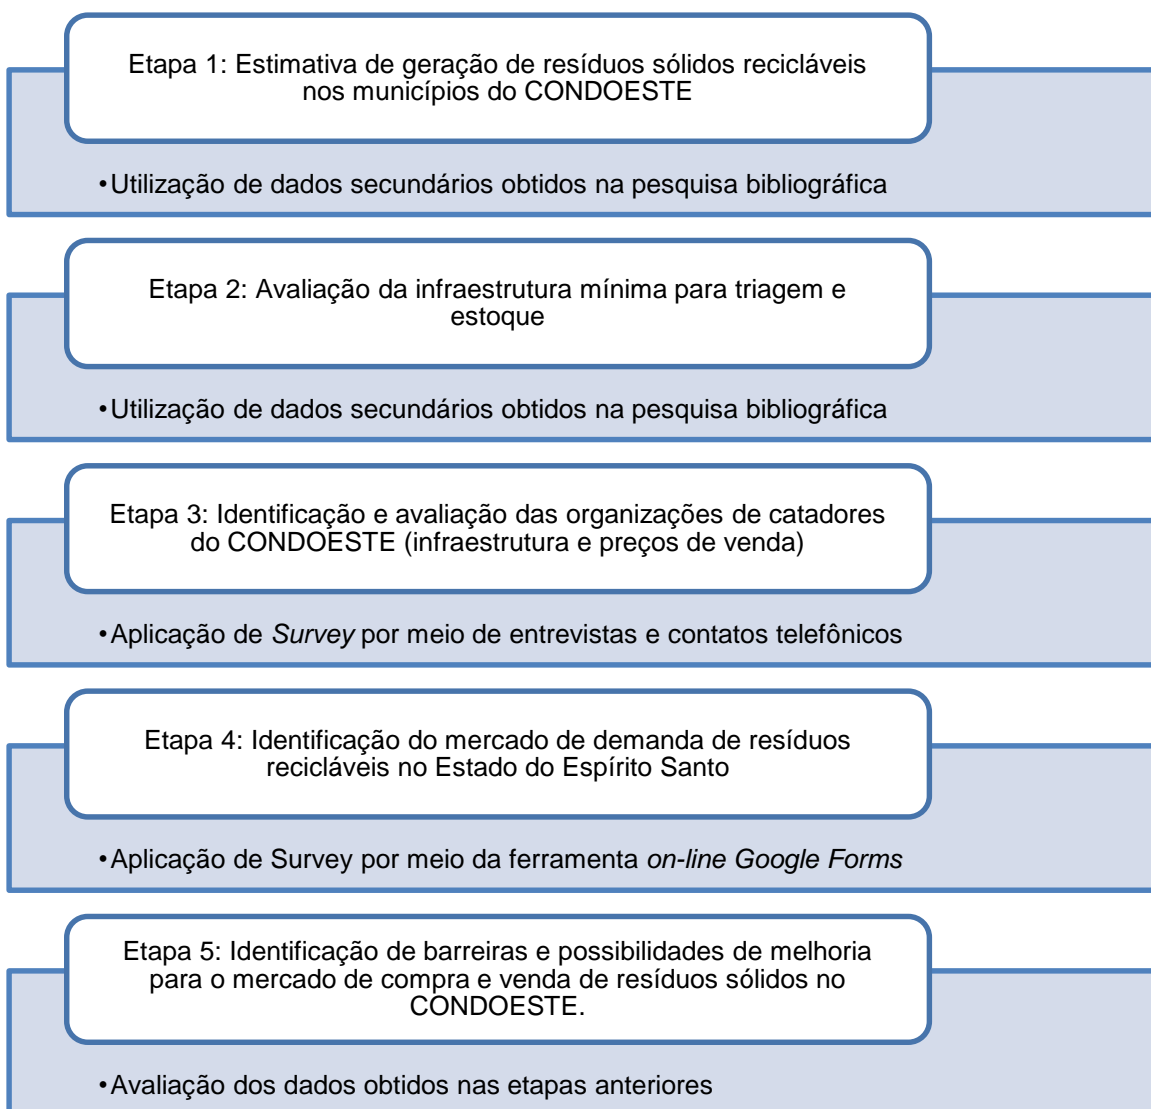 Etapa 1: Estimativa de geração de resíduos sólidos recicláveis
nos municípios do CONDOESTE
•Utilização de dados secundários obtidos na pesquisa bibliográfica
Etapa 2: Avaliação da infraestrutura mínima para triagem e
estoque
•Utilização de dados secundários obtidos na pesquisa bibliográfica
Etapa 3: Identificação e avaliação das organizações de catadores
do CONDOESTE (infraestrutura e preços de venda)
•Aplicação de Survey por meio de entrevistas e contatos telefônicos
Etapa 4: Identificação do mercado de demanda de resíduos
recicláveis no Estado do Espírito Santo
•Aplicação de Survey por meio da ferramenta on-line Google Forms
Etapa 5: Identificação de barreiras e possibilidades de melhoria
para o mercado de compra e venda de resíduos sólidos no
CONDOESTE.
•Avaliação dos dados obtidos nas etapas anteriores